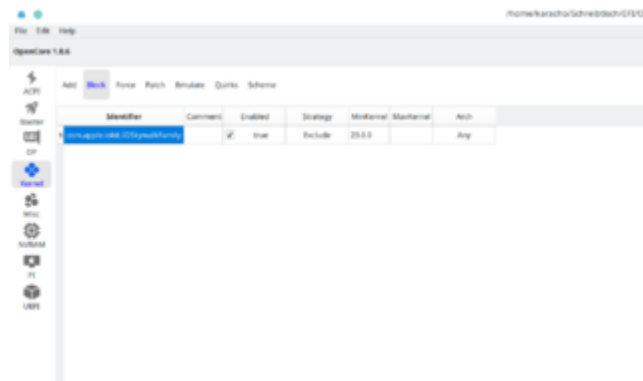 /home/karacho/Schreibtisch/EFI/O
File Edit Help
OpenCore 1.0.6
ACPI
Booter
DP
Kernel
Misc
NVRAM
PI
UEFI
Add Block Force Patch Emulate Quirks Scheme
Identifier Comment Enabled Strategy MinKernel MaxKernel Arch
1 com.apple.iokit.IOSkywalkFamily true Exclude 23.0.0 Any